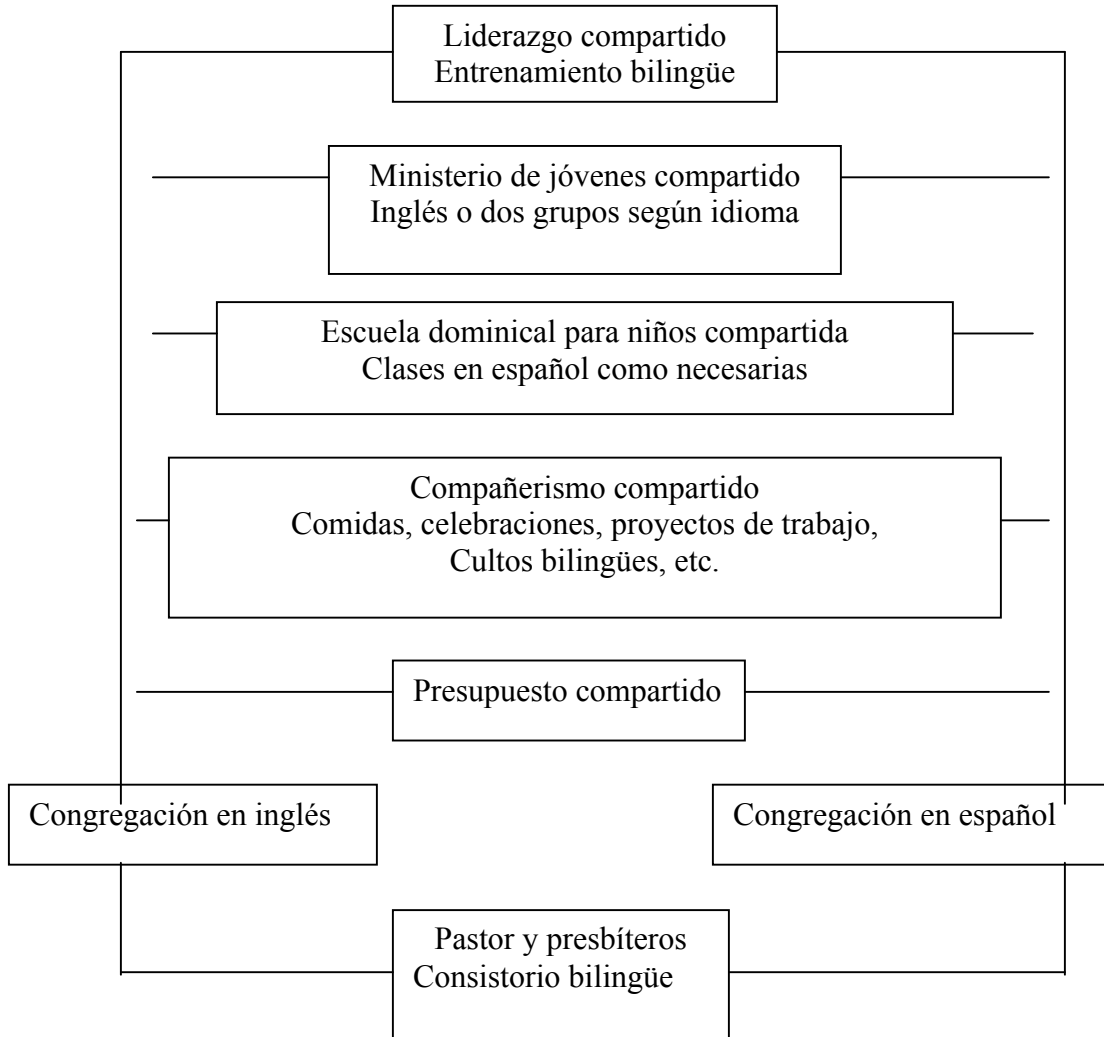 Liderazgo compartido
Entrenamiento bilingüe
Ministerio de jóvenes compartido
Inglés o dos grupos según idioma
Escuela dominical para niños compartida
Clases en español como necesarias
Compañerismo compartido
Comidas, celebraciones, proyectos de trabajo,
Cultos bilingües, etc.
Presupuesto compartido
Congregación en inglés
Congregación en español
Pastor y presbíteros
Consistorio bilingüe